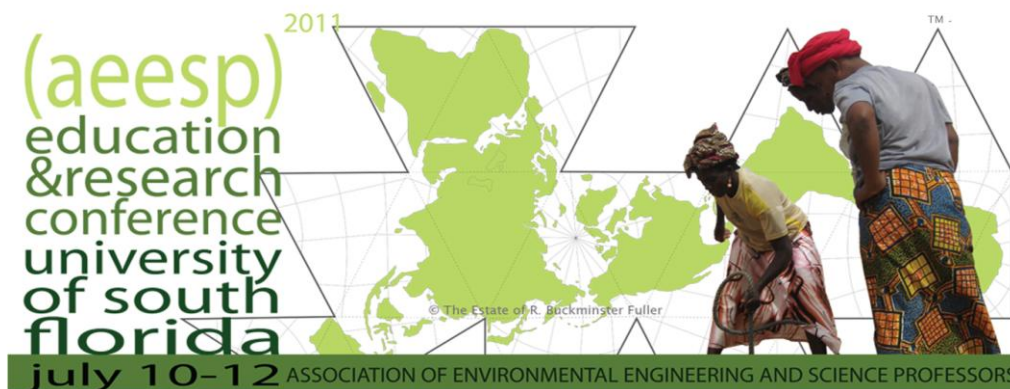 2011
(aeesp)
education
&research
conference
university
of south
florida
july 10-12
TM -
© The Estate of R. Buckminster Fuller
ASSOCIATION OF ENVIRONMENTAL ENGINEERING AND SCIENCE PROFESSORS